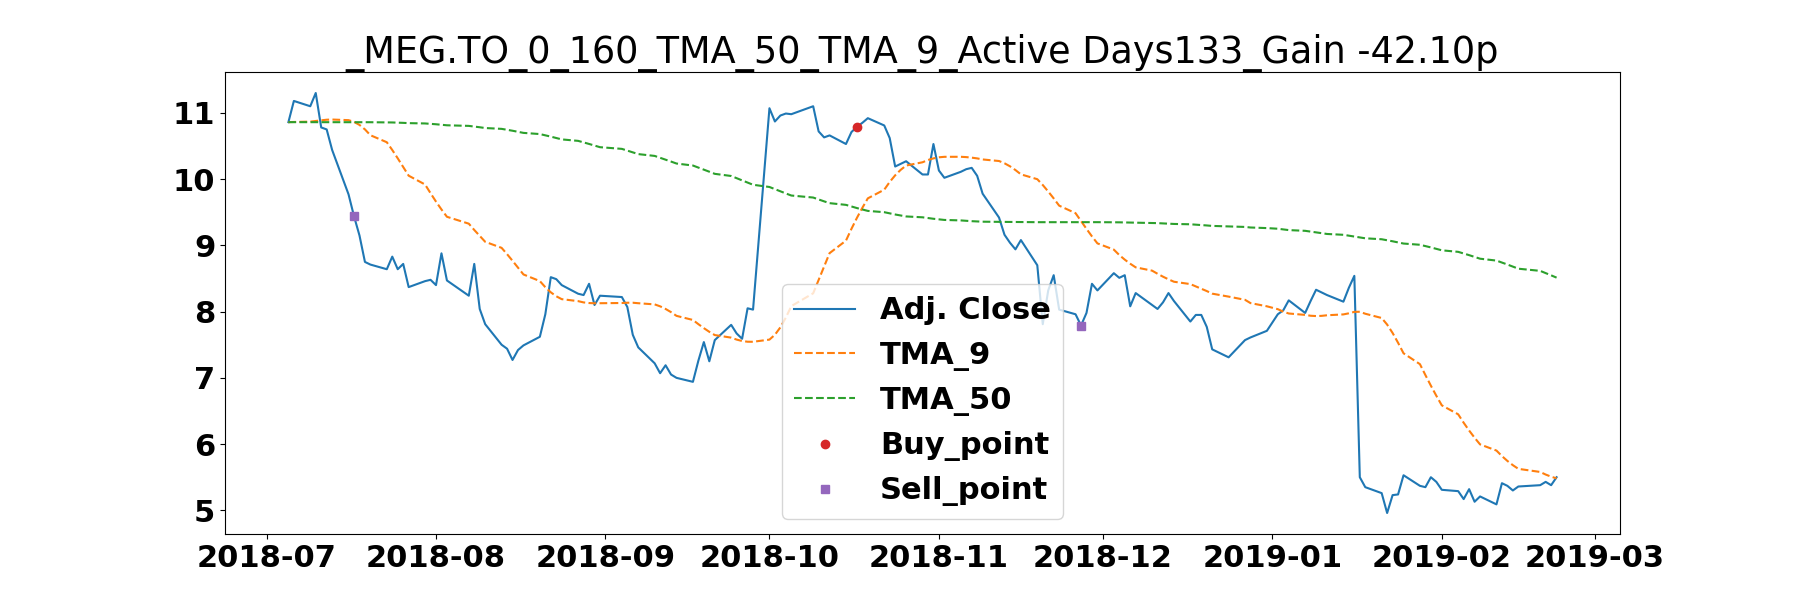 _MEG.TO_0_160_TMA_50_TMA_9_Active Days133_Gain -42.10p
11
10
9
8
7
6
5
Adj. Close
TMA_9
TMA_50
Buy_point
Sell_point
2018-07 2018-08 2018-09 2018-10 2018-11 2018-12 2019-01 2019-02 2019-03